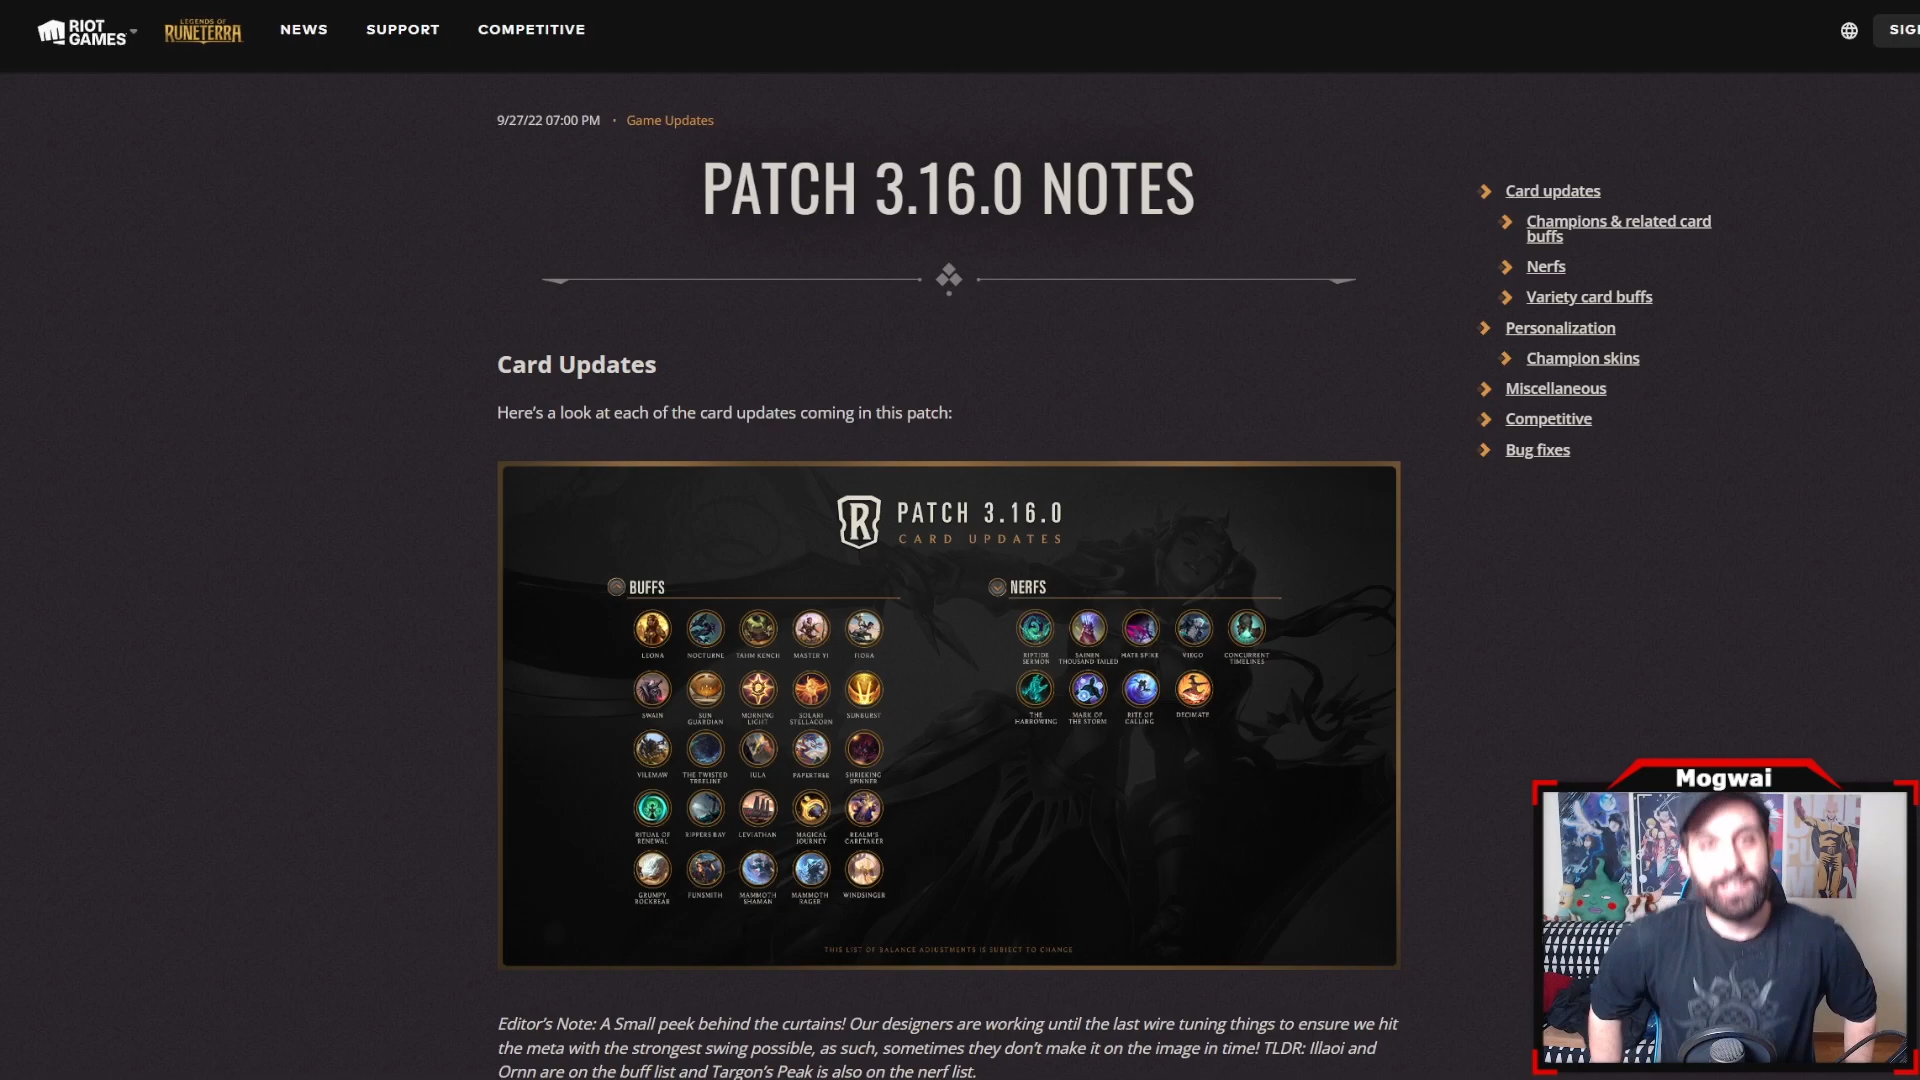 RIOT GAMES
LEGENDS OF RUNETERRA
NEWS
SUPPORT
COMPETITIVE
SIG
9/27/22 07:00 PM • Game Updates
PATCH 3.16.0 NOTES
Card Updates
Here's a look at each of the card updates coming in this patch:
PATCH 3.16.0
CARD UPDATES
BUFFS
LEONA
NOCTURNE
TAHM KENCH
MASTER YI
FIORA
SWAIN
SUN GUARDIAN
MORNING LIGHT
SOLARI STELLACORN
SUNBURST
VILEMAW
THE TWISTED TREELINE
IULA
PAPERTREE
SHRIEKING SPINNER
RITUAL OF RENEWAL
RIPPERS BAY
LEVIATHAN
MAGICAL JOURNEY
REALM'S CARETAKER
GRUMPY ROCKBEAR
FUNSMITH
MAMMOTH SHAMAN
MAMMOTH RAGER
WINDSINGER
NERFS
RIPTIDE SERMON
SAINEN THOUSAND TAILED
HATE SPIKE
VIEGO
CONCURRENT TIMELINES
THE HARROWING
MARK OF THE STORM
RITE OF CALLING
DECIMATE
THIS LIST OF BALANCE ADJUSTMENTS IS SUBJECT TO CHANGE
Editor's Note: A Small peek behind the curtains! Our designers are working until the last wire tuning things to ensure we hit
the meta with the strongest swing possible, as such, sometimes they don't make it on the image in time! TLDR: Illaoi and
Ornn are on the buff list and Targon's Peak is also on the nerf list.
Card updates
Champions & related card
buffs
Nerfs
Variety card buffs
Personalization
Champion skins
Miscellaneous
Competitive
Bug fixes
Mogwai